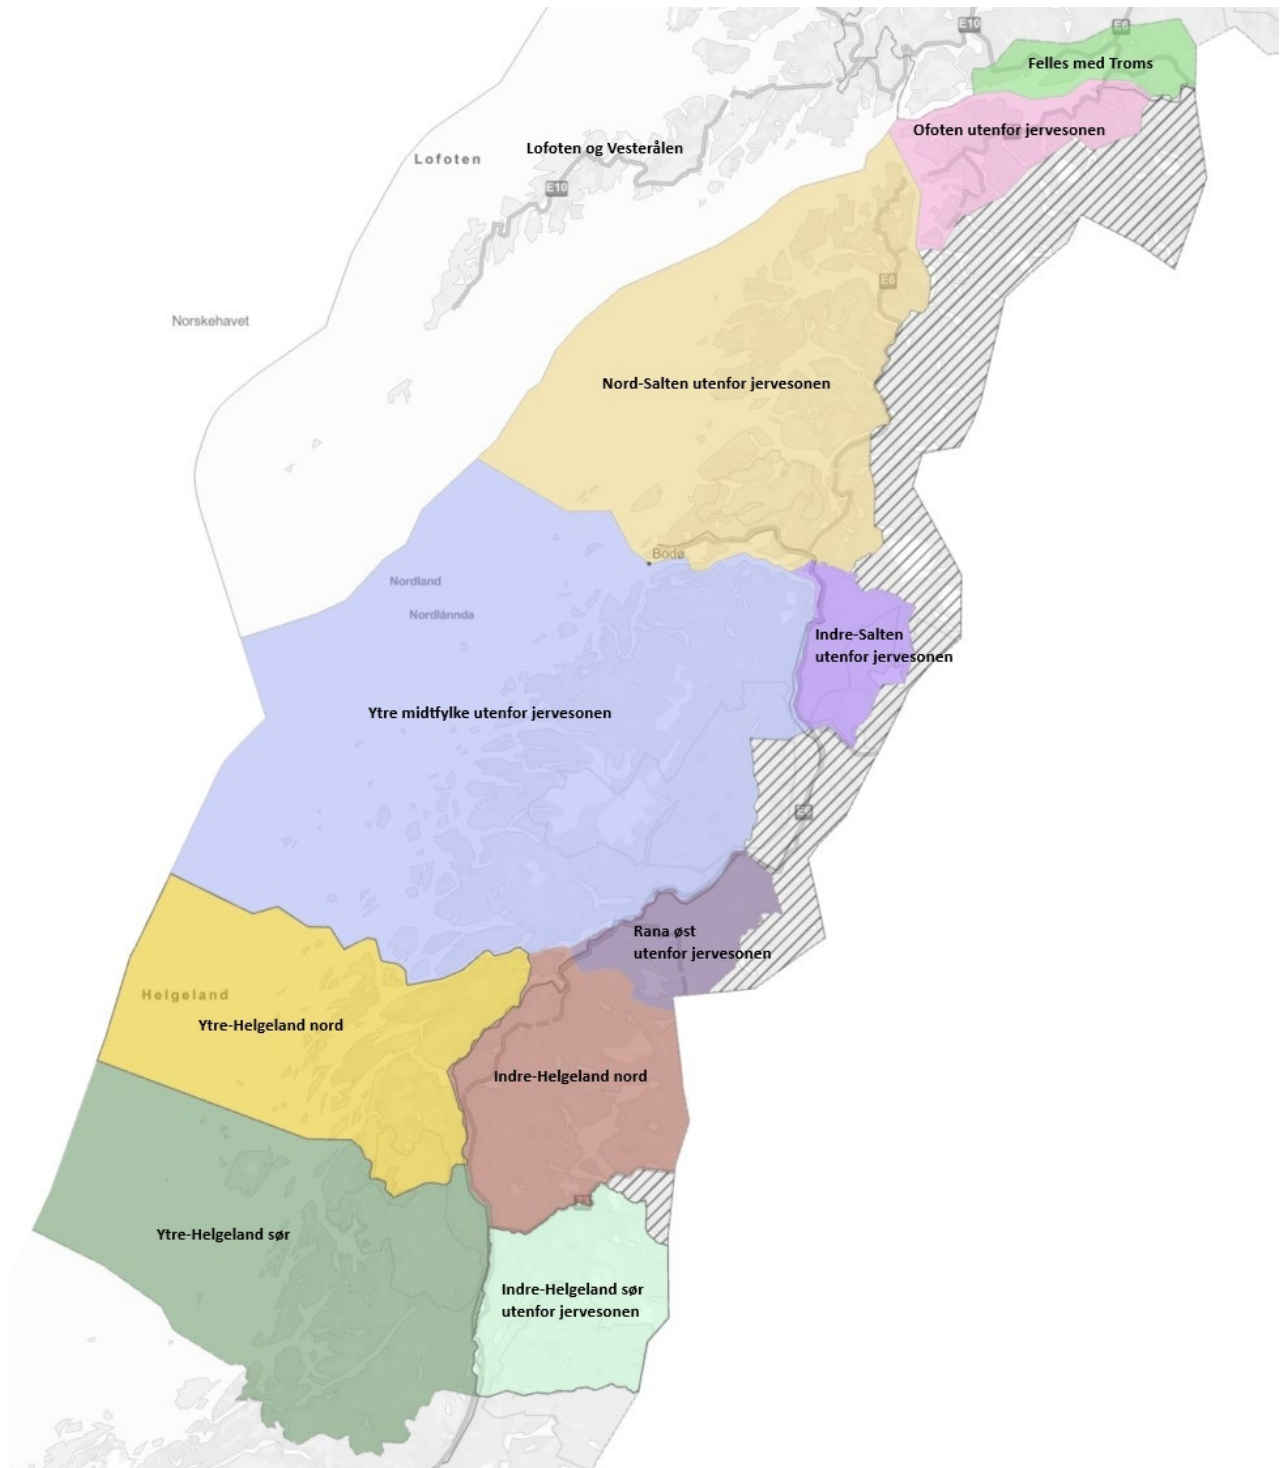 E10
E6
Felles med Troms
Ofoten utenfor jervesonen
Lofoten og Vesterålen
Lofoten
E10
E6
Norskehavet
Nord-Salten utenfor jervesonen
Bodø
Nordland
Nordlánnda
Indre-Salten
utenfor jervesonen
Ytre midtfylke utenfor jervesonen
E6
Rana øst
utenfor jervesonen
Helgeland
Ytre-Helgeland nord
Indre-Helgeland nord
Ytre-Helgeland sør
Indre-Helgeland sør
utenfor jervesonen